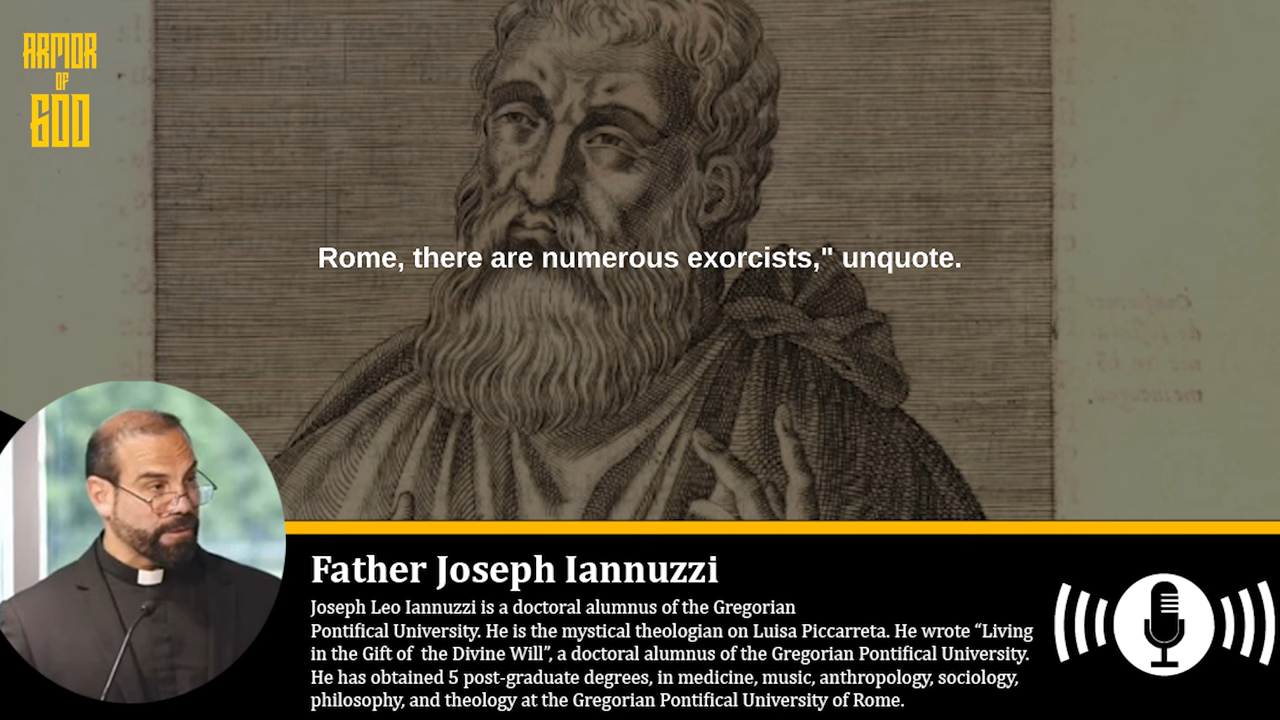 ARMOR
OF
GOD
Rome, there are numerous exorcists," unquote.
Father Joseph Iannuzzi
Joseph Leo Iannuzzi is a doctoral alumnus of the Gregorian
Pontifical University. He is the mystical theologian on Luisa Piccarreta. He wrote “Living
in the Gift of the Divine Will”, a doctoral alumnus of the Gregorian Pontifical University.
He has obtained 5 post-graduate degrees, in medicine, music, anthropology, sociology,
philosophy, and theology at the Gregorian Pontifical University of Rome.